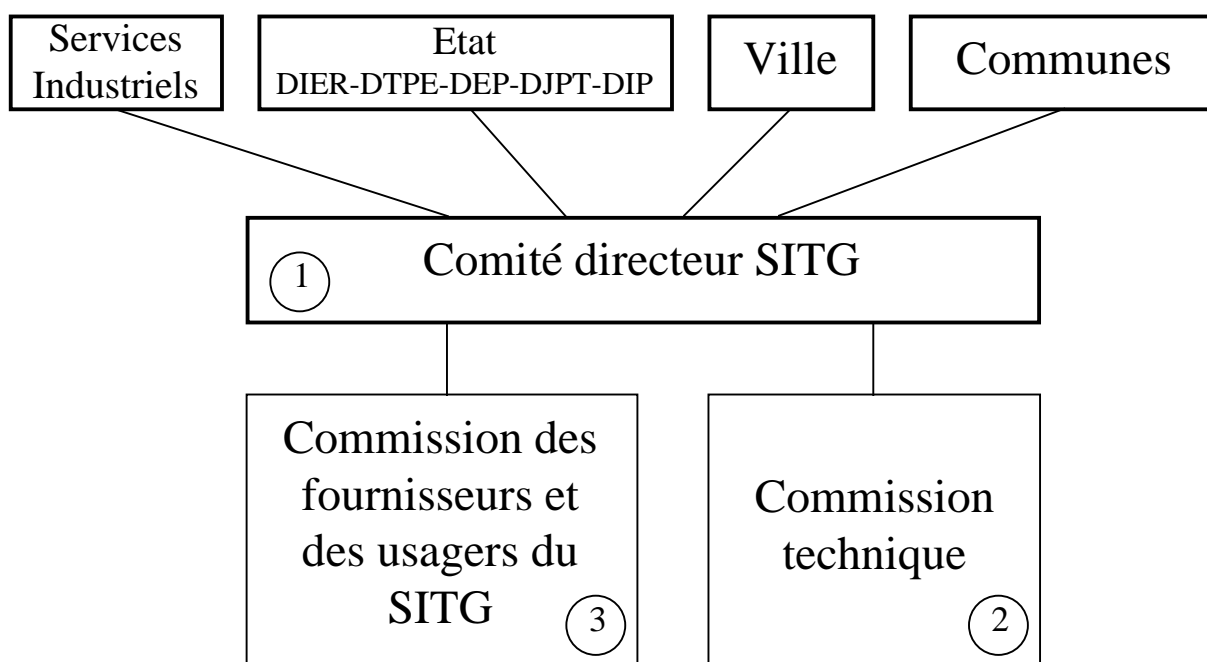 Services
Industriels
Etat
DIER-DTPE-DEP-DJPT-DIP
Ville
Communes
Comité directeur SITG
1
Commission des
fournisseurs et
des usagers du
SITG
3
Commission
technique
2